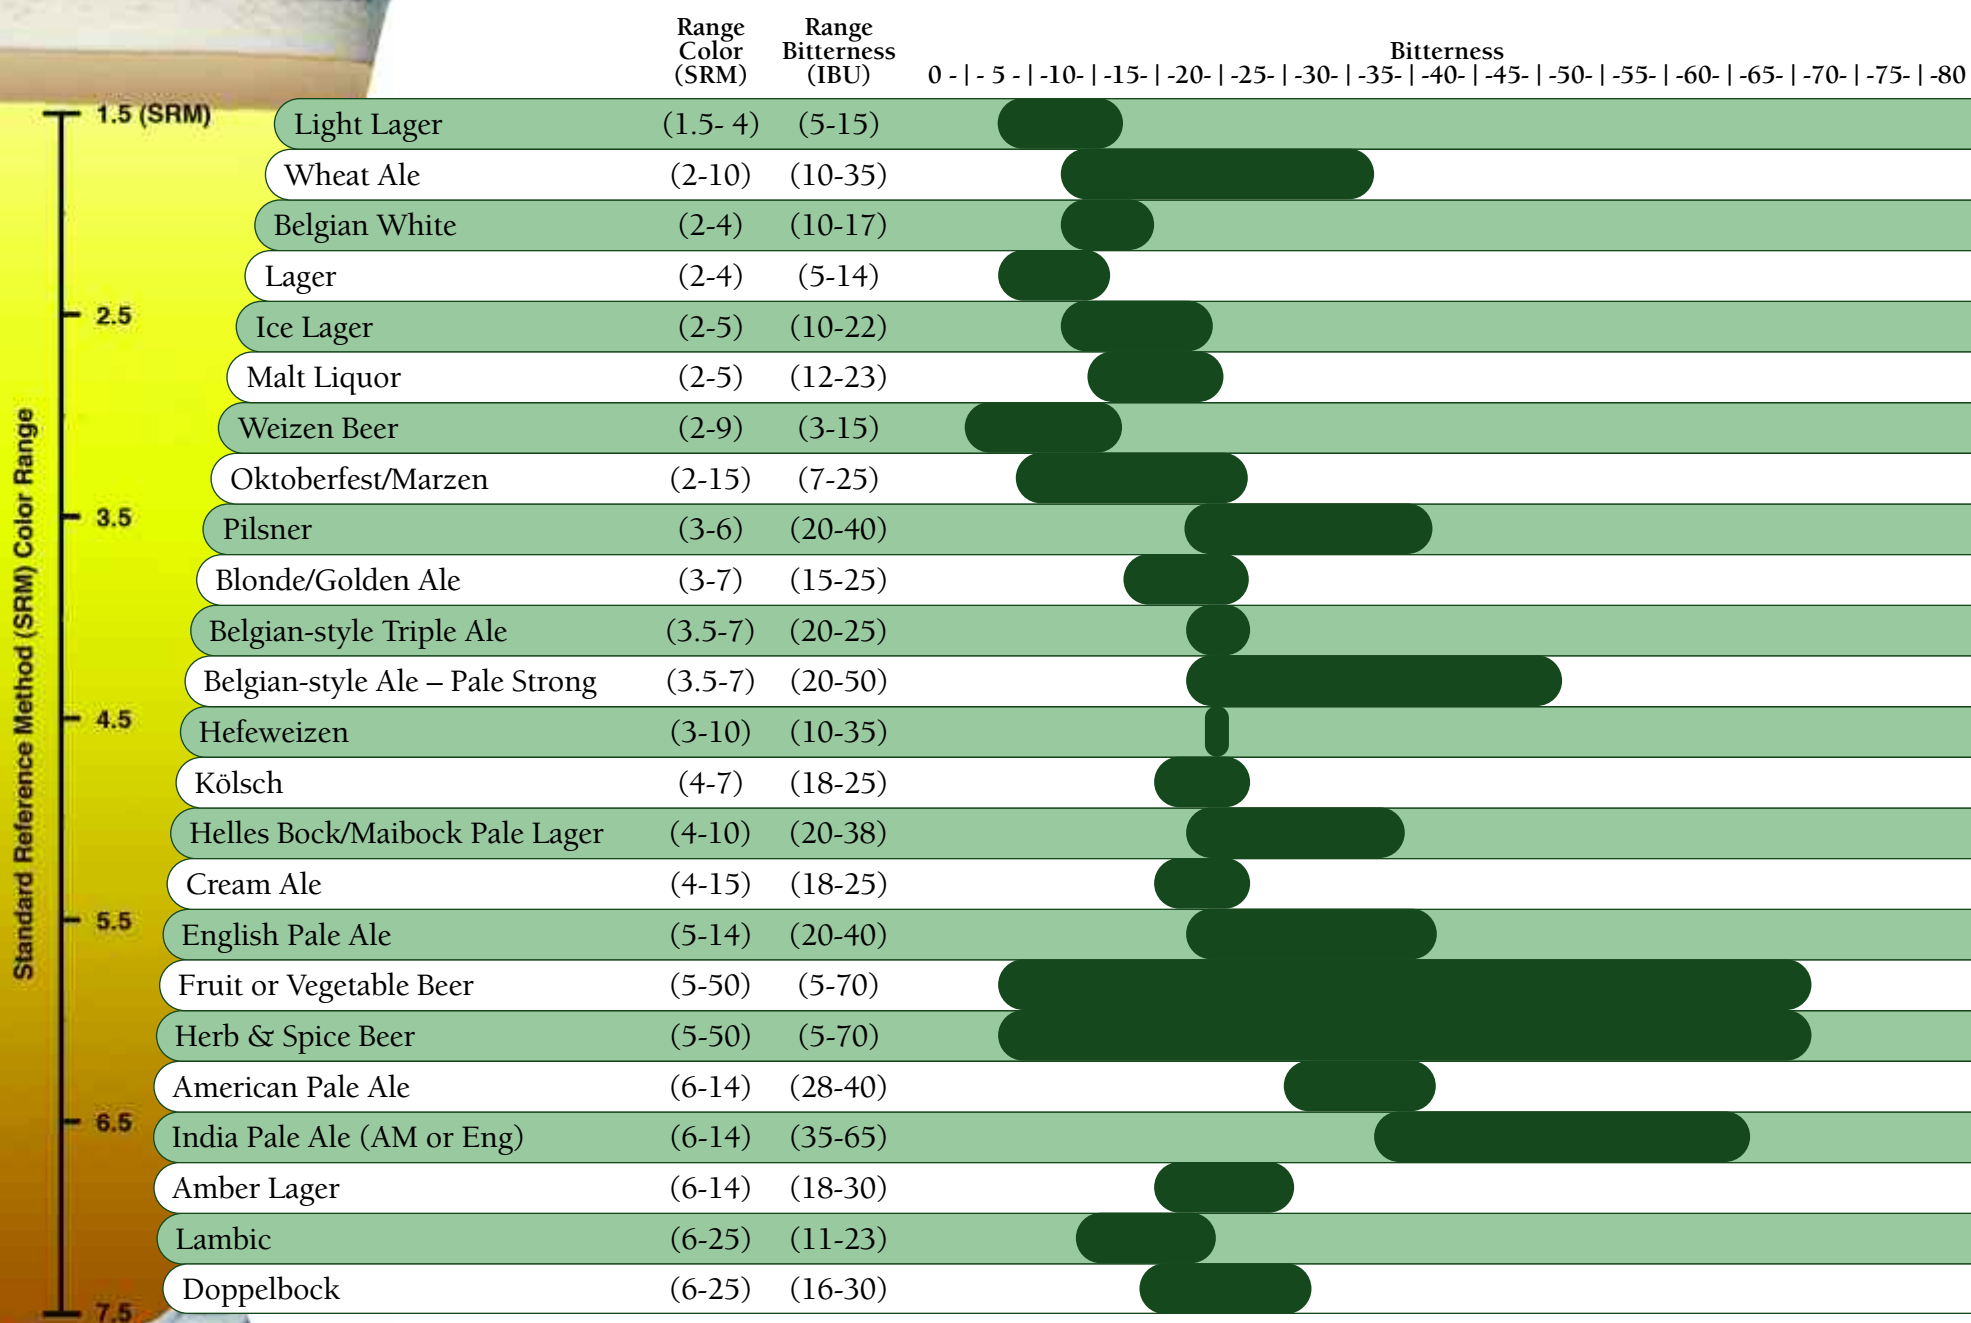 Range Color (SRM) Range Bitterness (IBU) Bitterness
0 - | - 5 - | -10- | -15- | -20- | -25- | -30- | -35- | -40- | -45- | -50- | -55- | -60- | -65- | -70- | -75- | -80
Standard Reference Method (SRM) Color Range
1.5 (SRM)
2.5
3.5
4.5
5.5
6.5
7.5
Light Lager (1.5- 4) (5-15)
Wheat Ale (2-10) (10-35)
Belgian White (2-4) (10-17)
Lager (2-4) (5-14)
Ice Lager (2-5) (10-22)
Malt Liquor (2-5) (12-23)
Weizen Beer (2-9) (3-15)
Oktoberfest/Marzen (2-15) (7-25)
Pilsner (3-6) (20-40)
Blonde/Golden Ale (3-7) (15-25)
Belgian-style Triple Ale (3.5-7) (20-25)
Belgian-style Ale – Pale Strong (3.5-7) (20-50)
Hefeweizen (3-10) (10-35)
Kölsch (4-7) (18-25)
Helles Bock/Maibock Pale Lager (4-10) (20-38)
Cream Ale (4-15) (18-25)
English Pale Ale (5-14) (20-40)
Fruit or Vegetable Beer (5-50) (5-70)
Herb & Spice Beer (5-50) (5-70)
American Pale Ale (6-14) (28-40)
India Pale Ale (AM or Eng) (6-14) (35-65)
Amber Lager (6-14) (18-30)
Lambic (6-25) (11-23)
Doppelbock (6-25) (16-30)